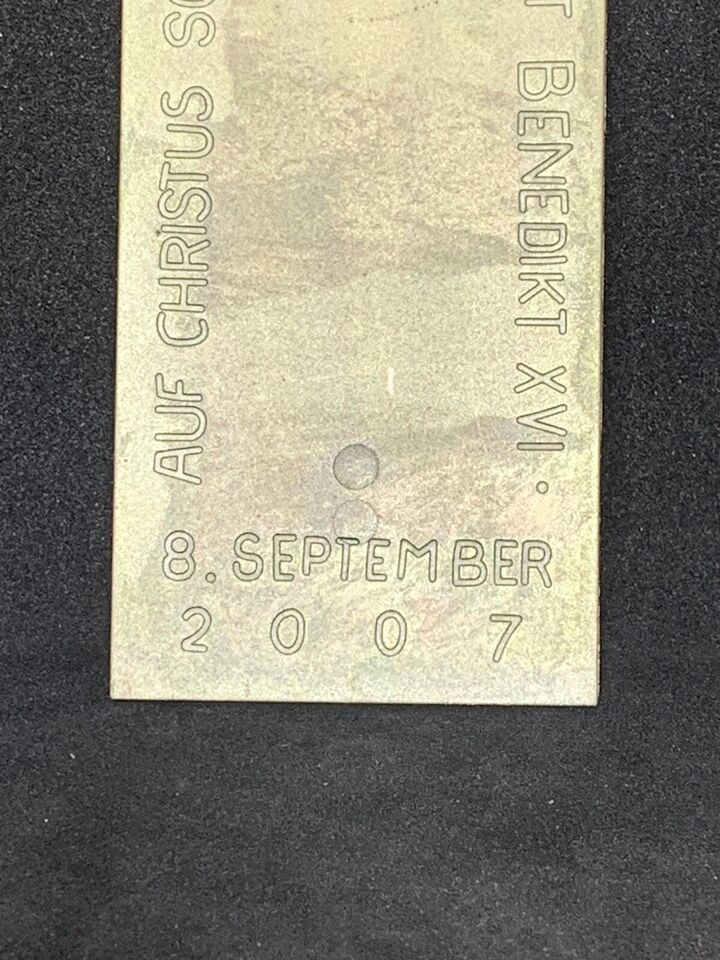 AUF CHRISTUS
BENEDIKT XVI.
8. SEPTEMBER
2007